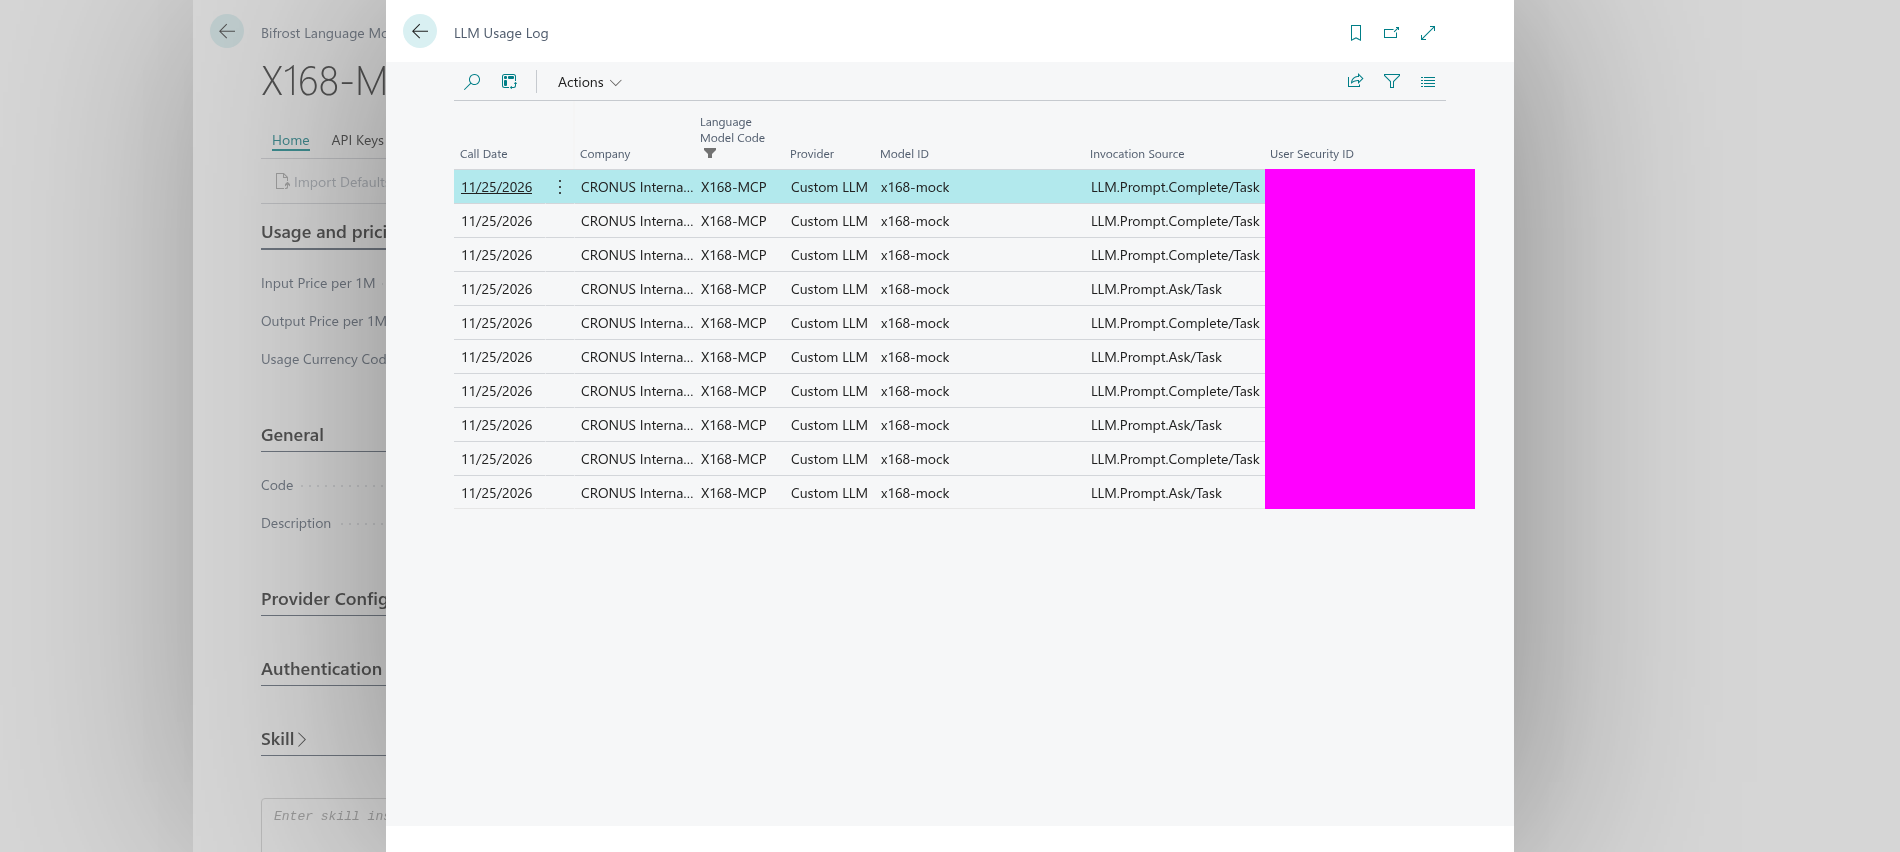 Bifrost Language Mo
X168-M
Home API Keys
Import Default
Usage and prici
Input Price per 1M
Output Price per 1M
Usage Currency Cod
General
Code
Description
Provider Config
Authentication
Skill
Enter skill ins
LLM Usage Log
Actions
Call Date Company Language Model Code Provider Model ID Invocation Source User Security ID
11/25/2026 CRONUS Interna... X168-MCP Custom LLM x168-mock LLM.Prompt.Complete/Task
11/25/2026 CRONUS Interna... X168-MCP Custom LLM x168-mock LLM.Prompt.Complete/Task
11/25/2026 CRONUS Interna... X168-MCP Custom LLM x168-mock LLM.Prompt.Complete/Task
11/25/2026 CRONUS Interna... X168-MCP Custom LLM x168-mock LLM.Prompt.Ask/Task
11/25/2026 CRONUS Interna... X168-MCP Custom LLM x168-mock LLM.Prompt.Complete/Task
11/25/2026 CRONUS Interna... X168-MCP Custom LLM x168-mock LLM.Prompt.Ask/Task
11/25/2026 CRONUS Interna... X168-MCP Custom LLM x168-mock LLM.Prompt.Complete/Task
11/25/2026 CRONUS Interna... X168-MCP Custom LLM x168-mock LLM.Prompt.Ask/Task
11/25/2026 CRONUS Interna... X168-MCP Custom LLM x168-mock LLM.Prompt.Complete/Task
11/25/2026 CRONUS Interna... X168-MCP Custom LLM x168-mock LLM.Prompt.Ask/Task